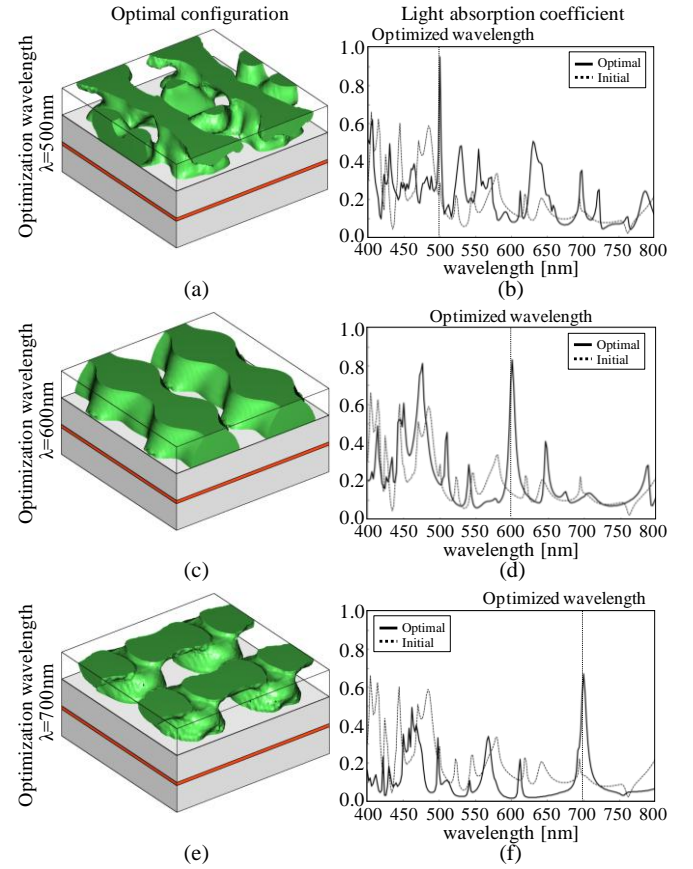 Optimal configuration
Light absorption coefficient
Optimization wavelength
λ=500nm
Optimized wavelength
Optimal
Initial
1.0
0.8
0.6
0.4
0.2
0.0
400 450 500 550 600 650 700 750 800
wavelength [nm]
(a)
(b)
Optimization wavelength
λ=600nm
Optimized wavelength
Optimal
Initial
1.0
0.8
0.6
0.4
0.2
0.0
400 450 500 550 600 650 700 750 800
wavelength [nm]
(c)
(d)
Optimization wavelength
λ=700nm
Optimized wavelength
Optimal
Initial
1.0
0.8
0.6
0.4
0.2
0.0
400 450 500 550 600 650 700 750 800
wavelength [nm]
(e)
(f)